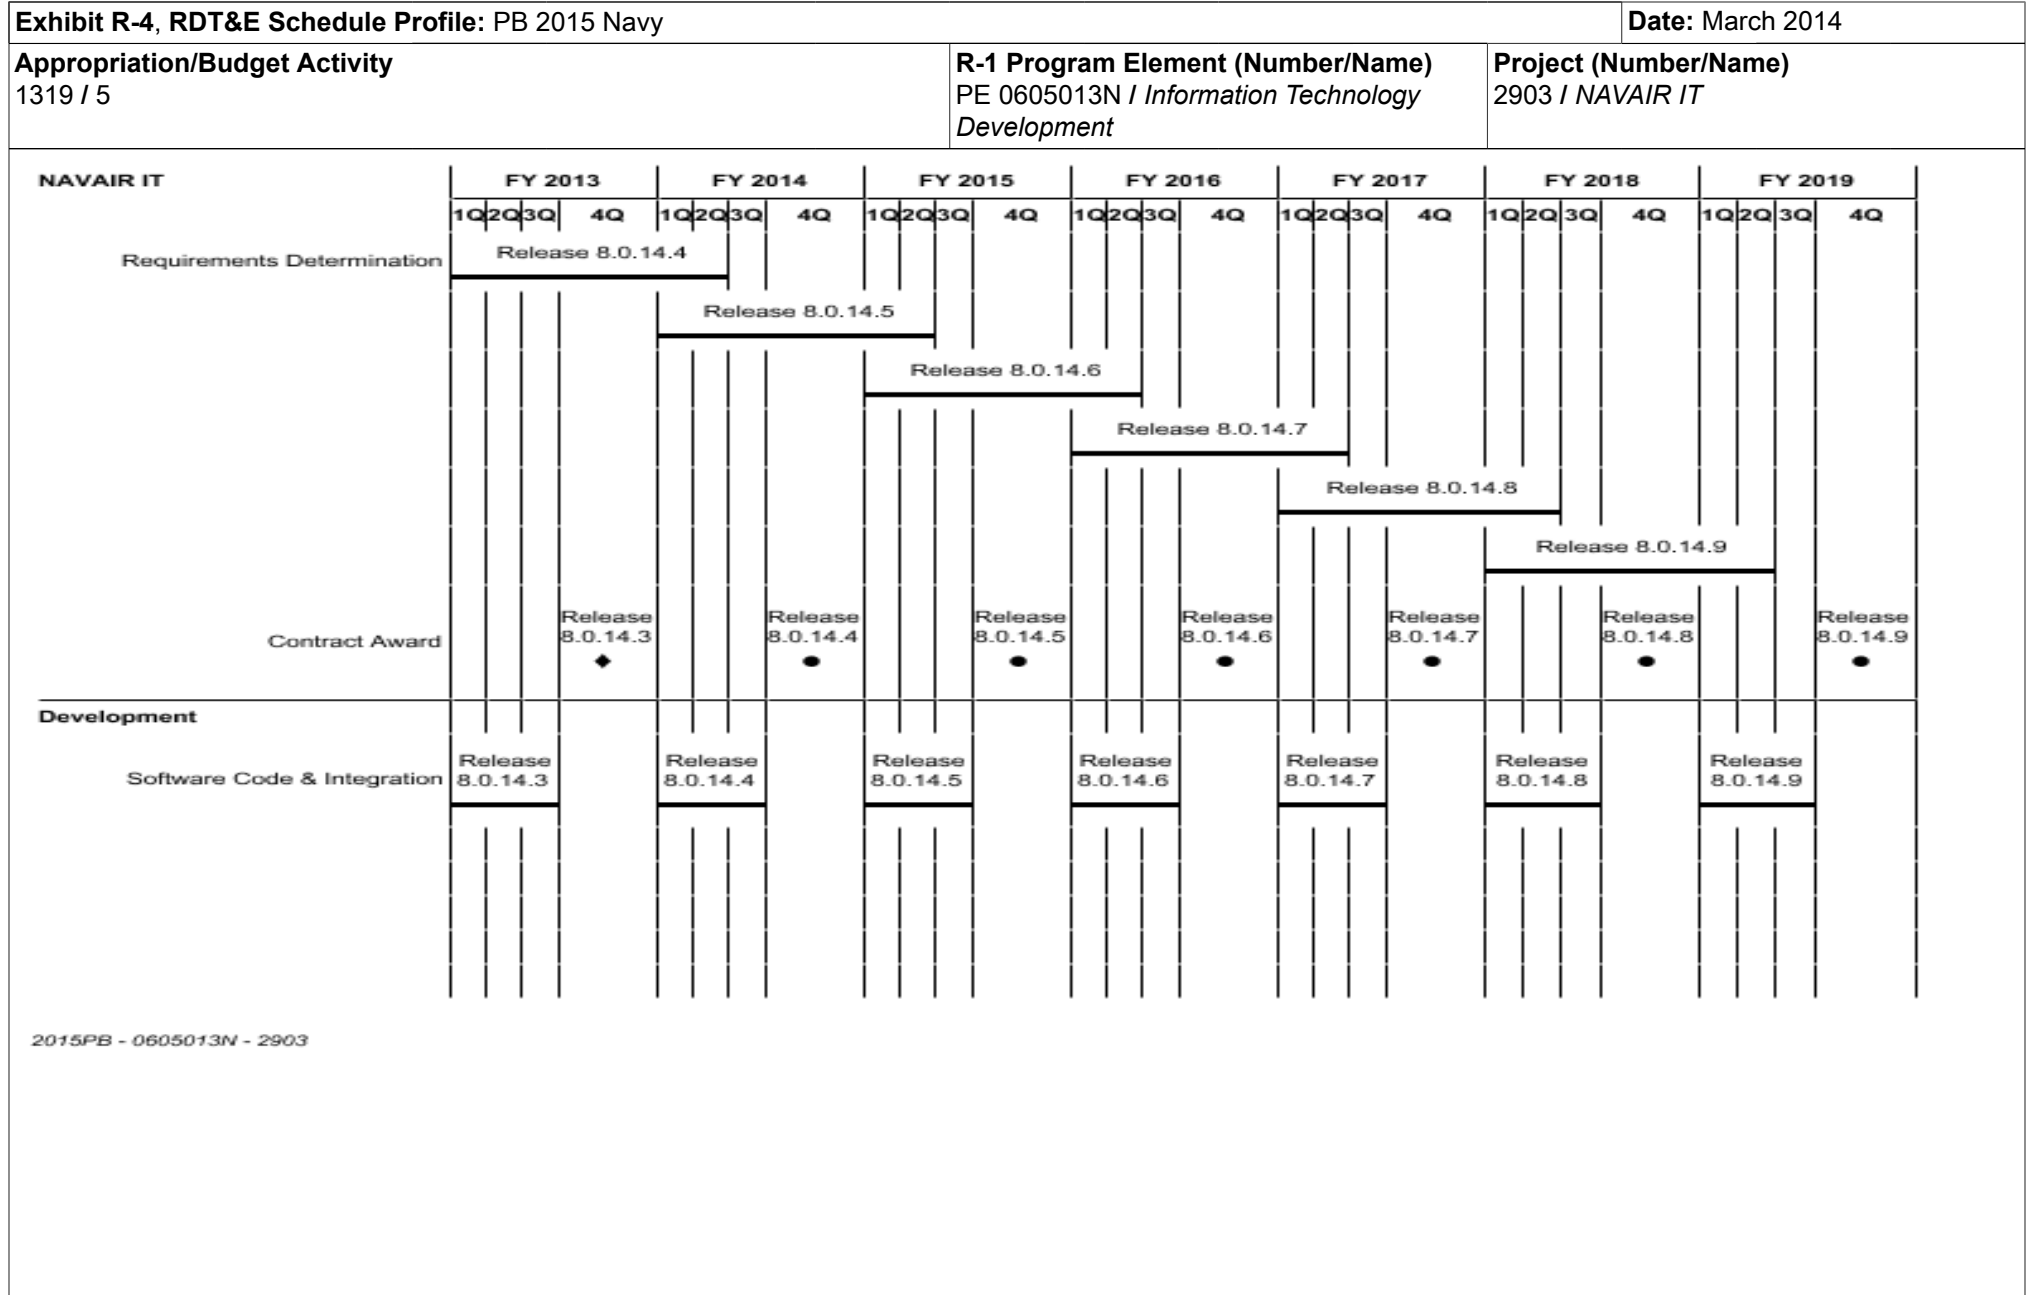 Exhibit R-4, RDT&E Schedule Profile: PB 2015 Navy
Date: March 2014
Appropriation/Budget Activity
1319 / 5
R-1 Program Element (Number/Name)
PE 0605013N / Information Technology
Development
Project (Number/Name)
2903 / NAVAIR IT
NAVAIR IT FY 2013 FY 2014 FY 2015 FY 2016 FY 2017 FY 2018 FY 2019
1Q 2Q 3Q 4Q 1Q 2Q 3Q 4Q 1Q 2Q 3Q 4Q 1Q 2Q 3Q 4Q 1Q 2Q 3Q 4Q 1Q 2Q 3Q 4Q 1Q 2Q 3Q 4Q
Requirements Determination Release 8.0.14.4
Release 8.0.14.5
Release 8.0.14.6
Release 8.0.14.7
Release 8.0.14.8
Release 8.0.14.9
Contract Award
Release
8.0.14.3
Release
8.0.14.4
Release
8.0.14.5
Release
8.0.14.6
Release
8.0.14.7
Release
8.0.14.8
Release
8.0.14.9
Development
Software Code & Integration
Release
8.0.14.3
Release
8.0.14.4
Release
8.0.14.5
Release
8.0.14.6
Release
8.0.14.7
Release
8.0.14.8
Release
8.0.14.9
2015PB - 0605013N - 2903